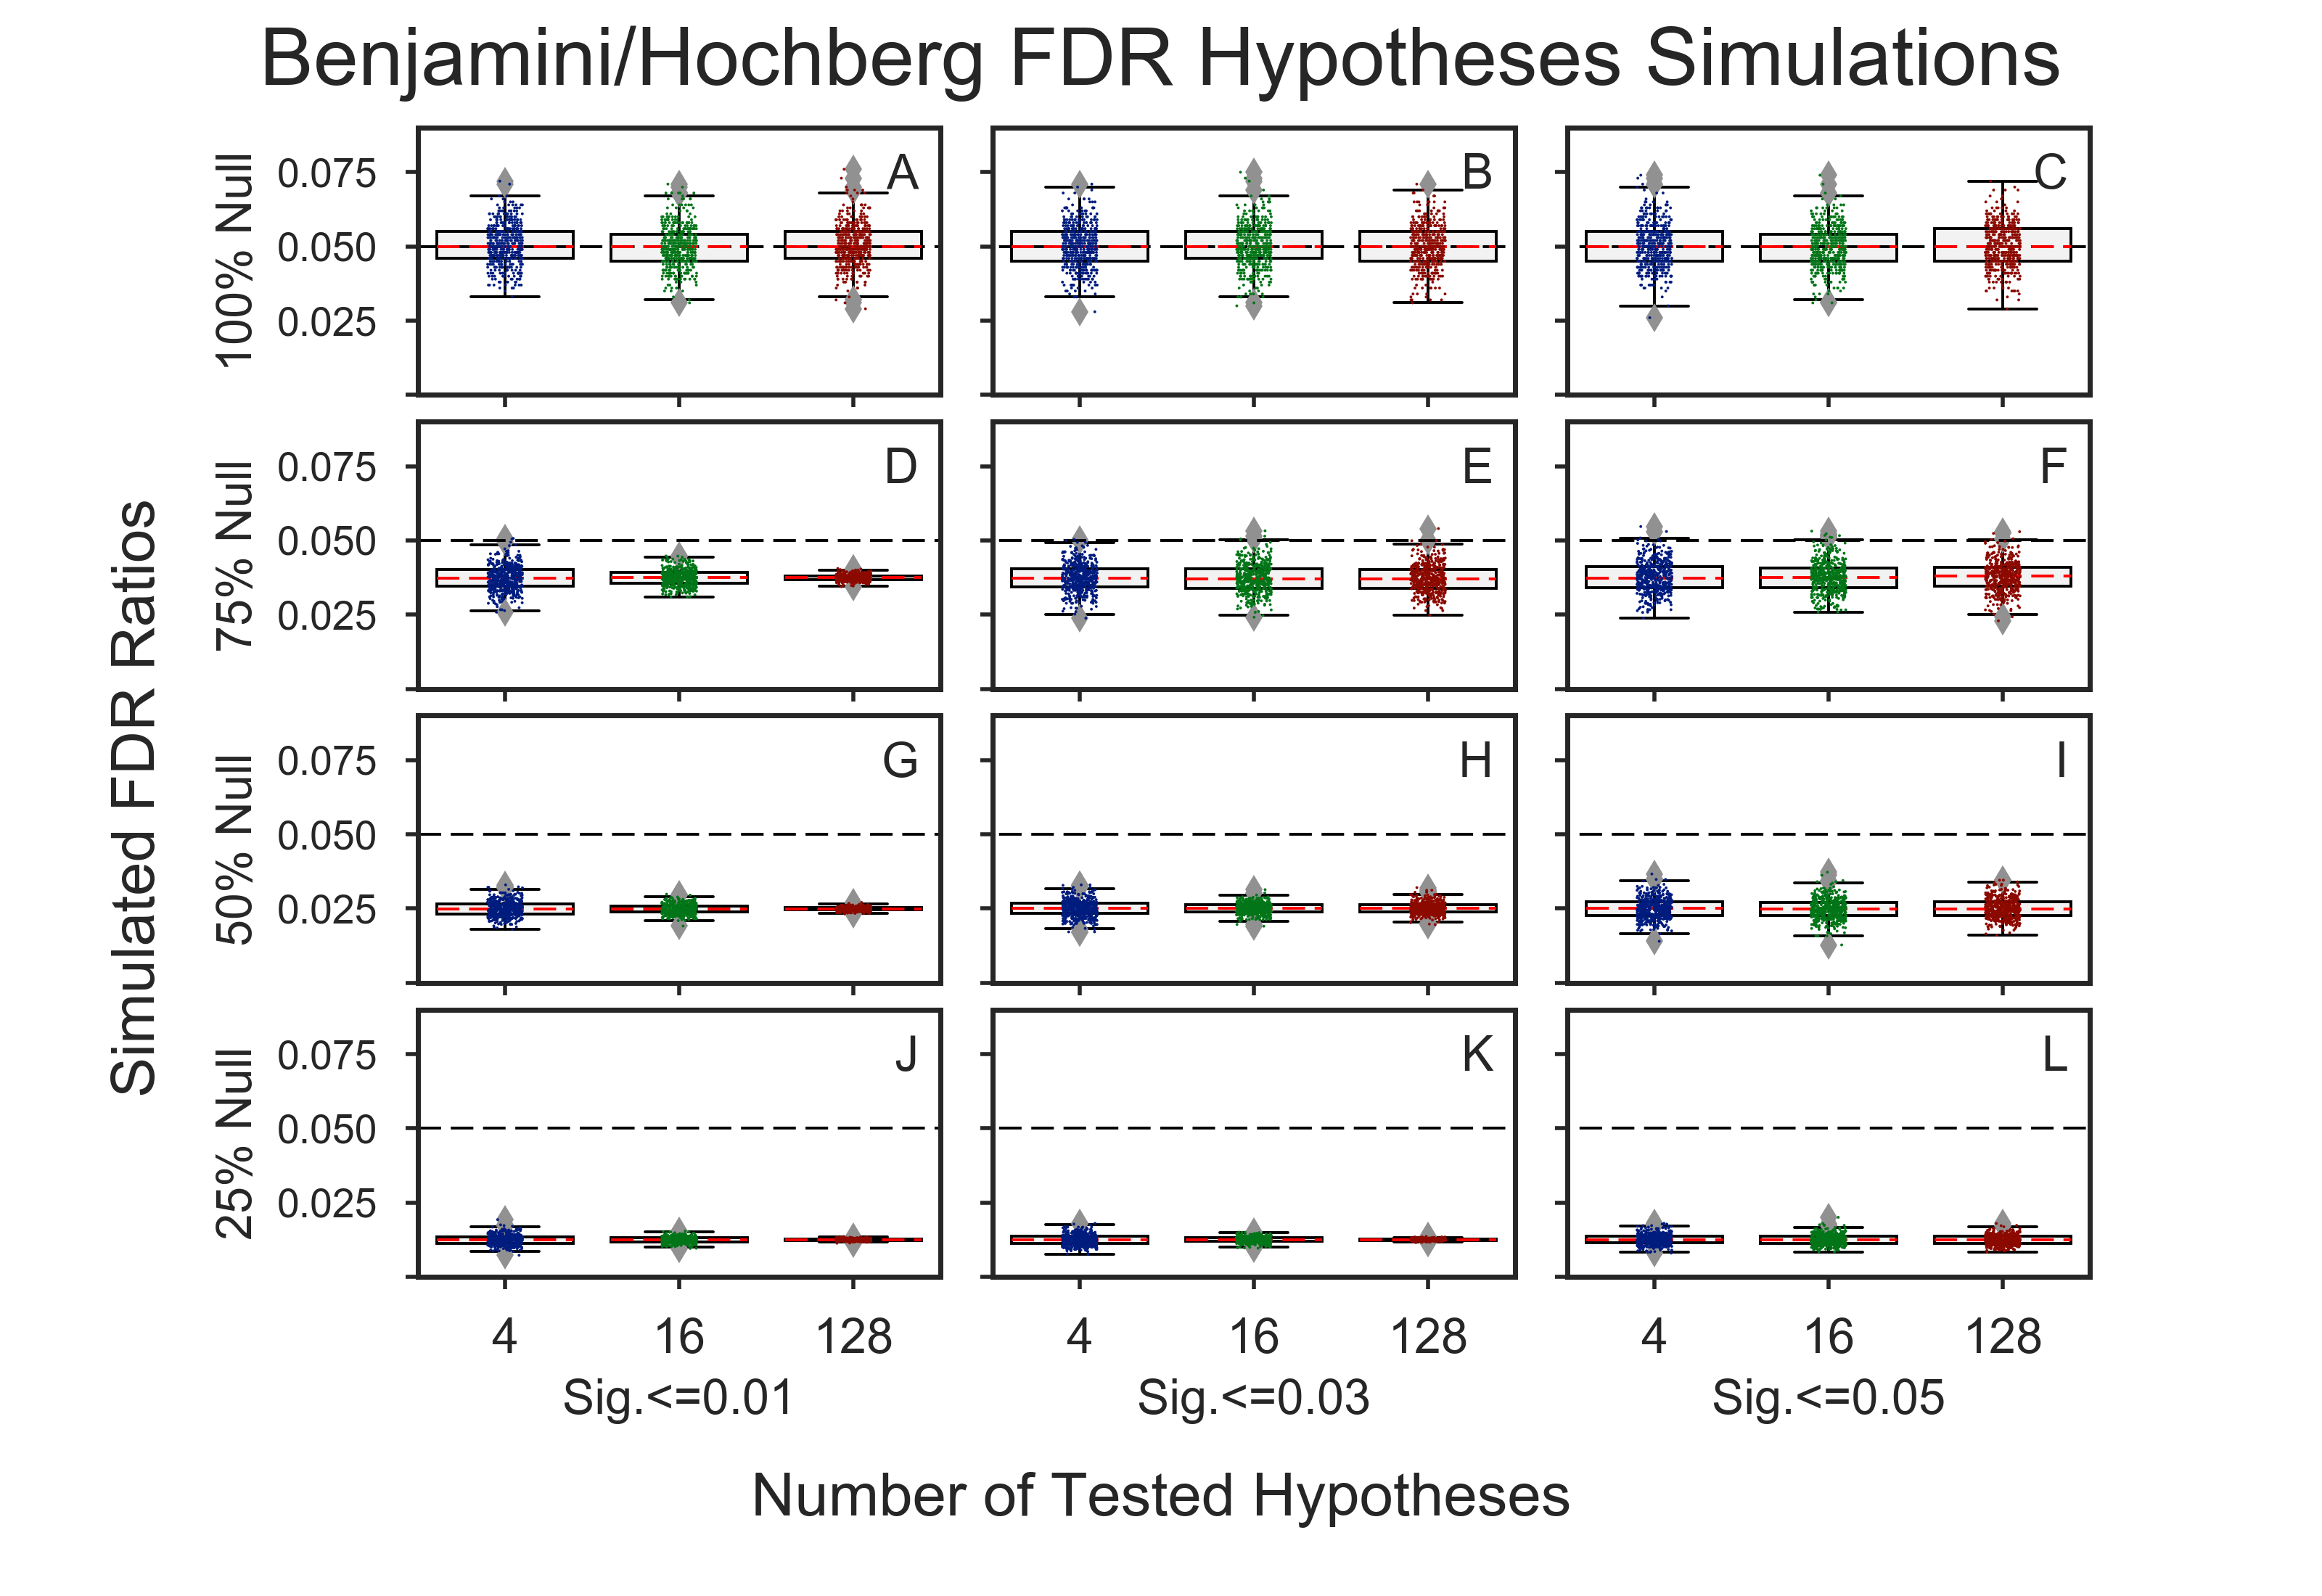 Benjamini/Hochberg FDR Hypotheses Simulations
Simulated FDR Ratios
100% Null
0.075
0.050
0.025
A
B
C
75% Null
0.075
0.050
0.025
D
E
F
50% Null
0.075
0.050
0.025
G
H
I
25% Null
0.075
0.050
0.025
J
K
L
4 16 128
4 16 128
4 16 128
Sig.<=0.01
Sig.<=0.03
Sig.<=0.05
Number of Tested Hypotheses